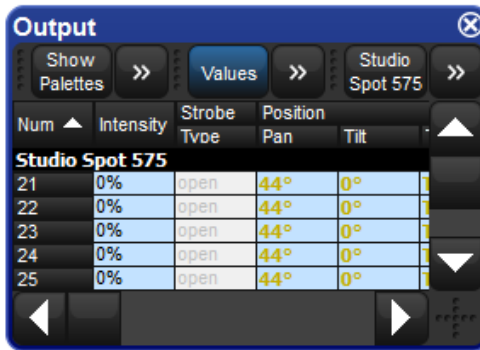 Output
Show Palettes » Values » Studio Spot 575 »
Num Intensity Strobe Position
Type Pan Tilt T
Studio Spot 575
21 0% open 44° 0° T
22 0% open 44° 0°
23 0% open 44° 0°
24 0% open 44° 0°
25 0% open 44° 0°